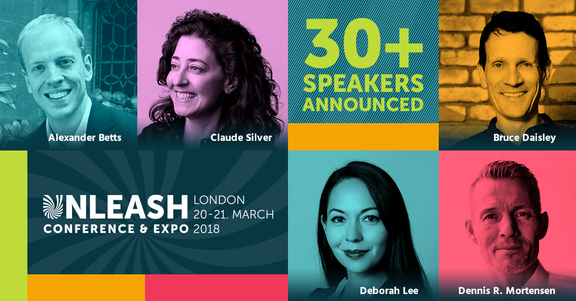 30+
SPEAKERS
ANNOUNCED
Alexander Betts
Claude Silver
Bruce Daisley
UNLEASH
CONFERENCE & EXPO
LONDON
20-21. MARCH
2018
Deborah Lee
Dennis R. Mortensen